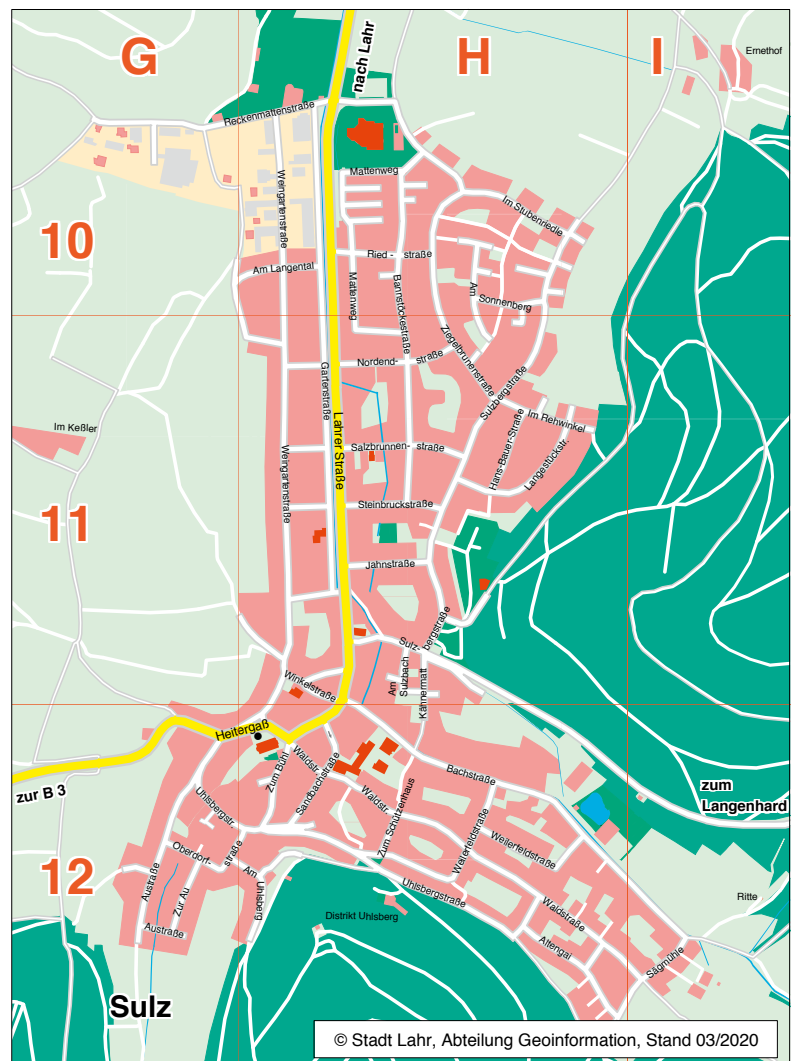 G
nach Lahr
H
I
Ernethof
Reckenmattenstraße
Mattenweg
Weingartenstraße
Im Stubenriedle
10
Ried - straße
Am Langental
Mattenweg
Bannstöckestraße
Am Sonnenberg
Ziegelbrunnenstraße
Nordend- straße
Gartenstraße
Sulzbergstraße
Lahrer Straße
Im Keßler
Im Rehwinkel
Hans-Bauer-Straße
Langestückstr.
Salzbrunnen- straße
Weingartenstraße
Steinbruckstraße
11
Jahnstraße
Sulz- bergstraße
Am Sulzbach
Kännermatt
Winkelstraße
Heitergaß
zur B 3
Zum Bühl
Waldstr.
Sandbachstraße
Bachstraße
zum
Langenhard
Uhlsbergstr.
Waldstr.
Zum Schützenhaus
Weilerfeldstraße
Weilerfeldstraße
Oberdorf- straße
12
Austraße
Zur Au
Am Uhlsberg
Uhlsbergstraße
Waldstraße
Ritte
Distrikt Uhlsberg
Austraße
Affengal
Sägmühle
Sulz
© Stadt Lahr, Abteilung Geoinformation, Stand 03/2020